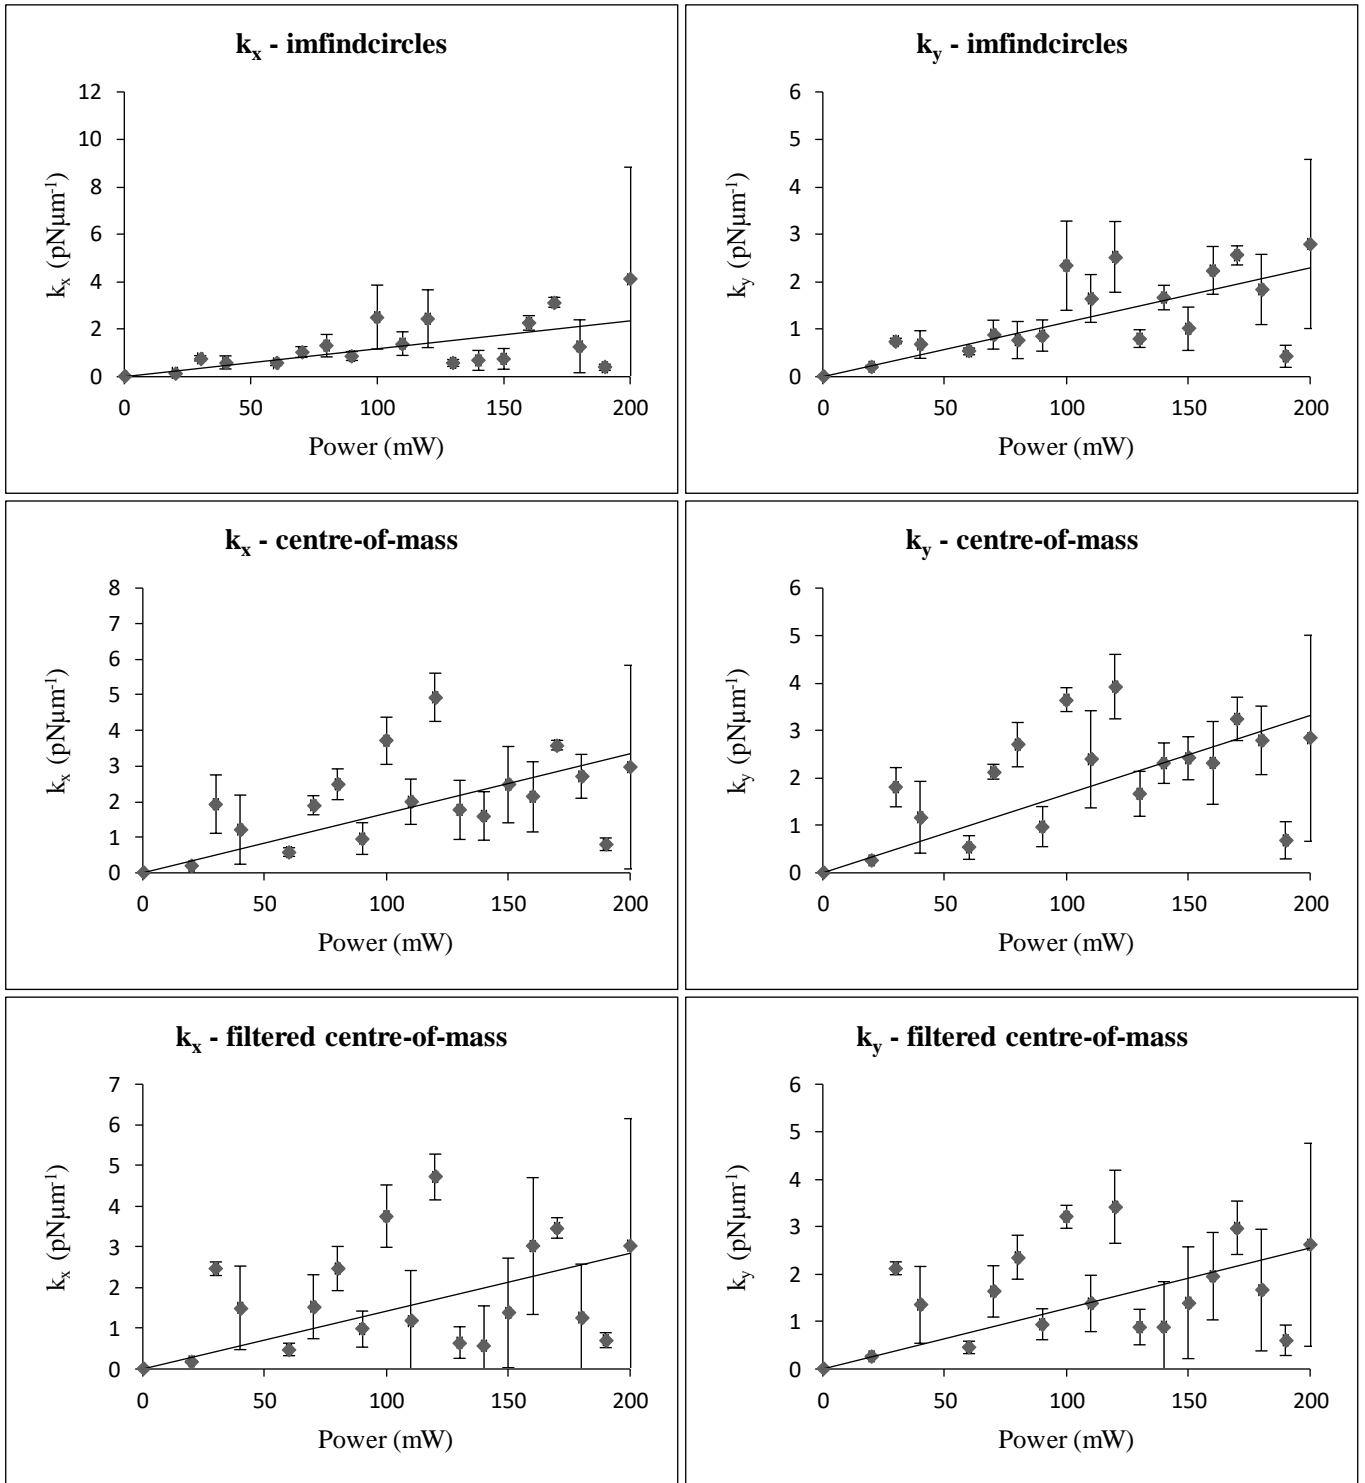 kₓ - imfindcircles
kₓ (pNµm⁻¹)
12
10
8
6
4
2
0
0 50 100 150 200
Power (mW)
k_y - imfindcircles
k_y (pNµm⁻¹)
6
5
4
3
2
1
0
0 50 100 150 200
Power (mW)
kₓ - centre-of-mass
kₓ (pNµm⁻¹)
8
7
6
5
4
3
2
1
0
0 50 100 150 200
Power (mW)
k_y - centre-of-mass
k_y (pNµm⁻¹)
6
5
4
3
2
1
0
0 50 100 150 200
Power (mW)
kₓ - filtered centre-of-mass
kₓ (pNµm⁻¹)
7
6
5
4
3
2
1
0
0 50 100 150 200
Power (mW)
k_y - filtered centre-of-mass
k_y (pNµm⁻¹)
6
5
4
3
2
1
0
0 50 100 150 200
Power (mW)